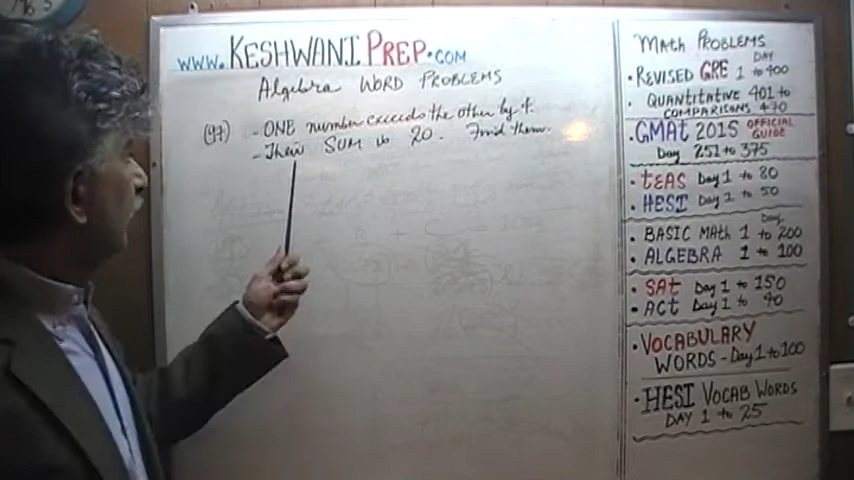 www.KESHWANIPREP.COM
Algebra WORD PROBLEMS
(97) - ONE number exceeds the other by 4.
- Their SUM is 20. Find them.
MATH PROBLEMS
• REVISED GRE DAY 1 to 400
• QUANTITATIVE COMPARISONS 401 to 470
• GMAT 2015 OFFICIAL GUIDE
Day 251 to 375
• TEAS Day 1 to 80
• HESI Day 1 to 50
Day
• BASIC MATH 1 to 200
• ALGEBRA 1 to 100
• SAT Day 1 to 150
• ACT Day 1 to 40
• VOCABULARY
WORDS - Day 1 to 100
• HESI VOCAB WORDS
DAY 1 to 25